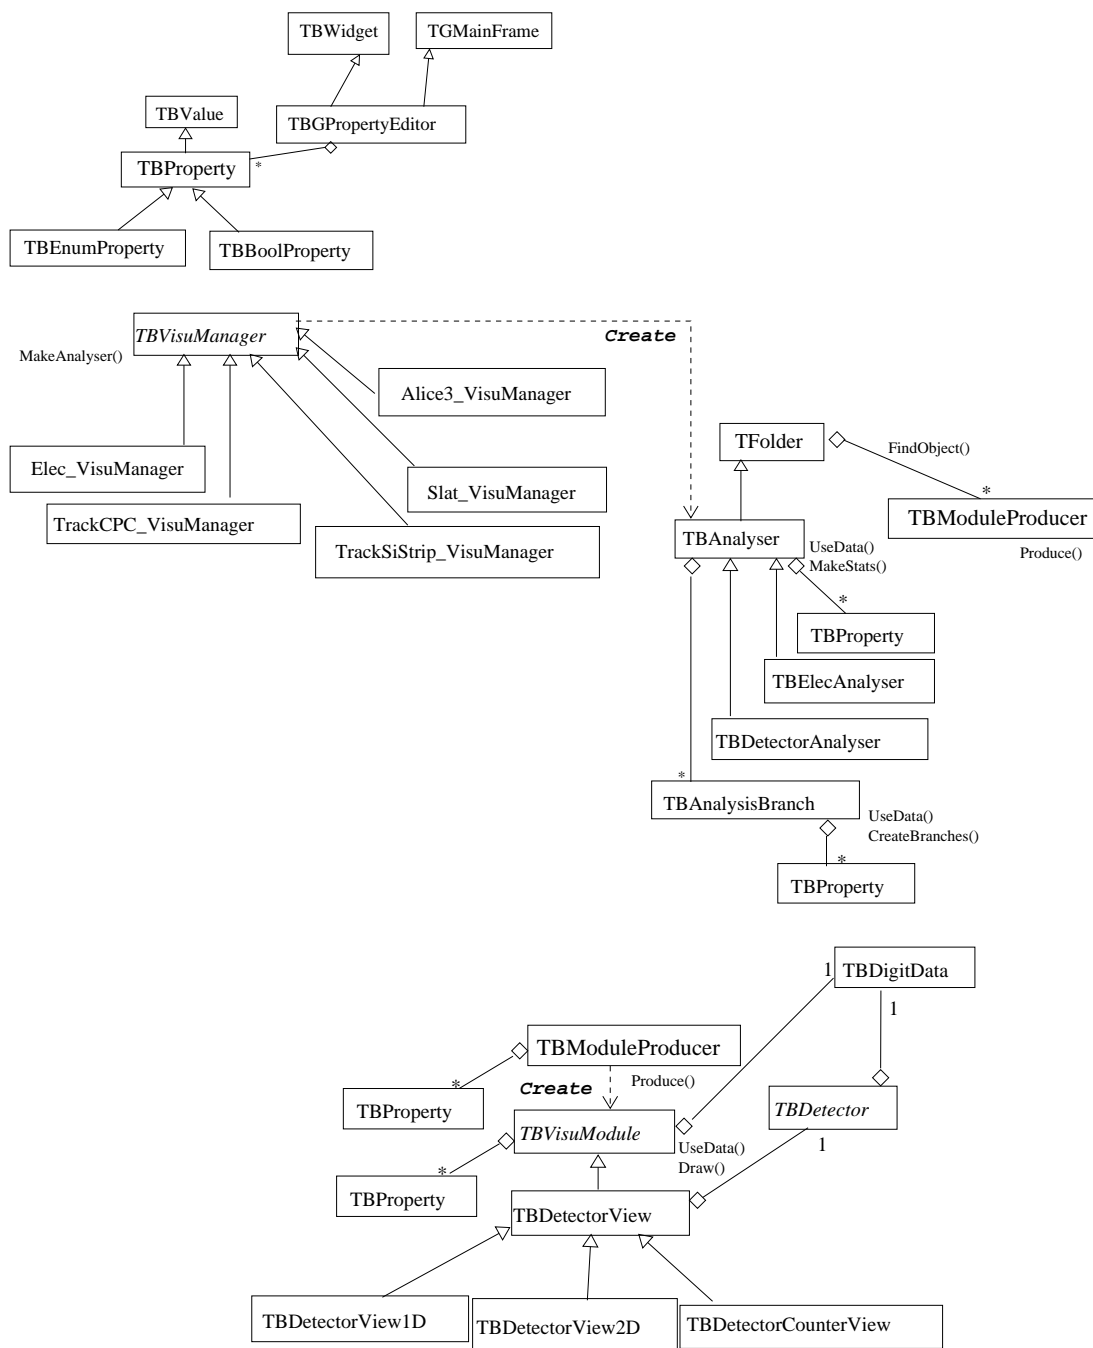 TBWidget
TGMainFrame
TBValue
TBGPropertyEditor
TBProperty
*
TBEnumProperty
TBBoolProperty
TBVisuManager
Create
MakeAnalyser()
Alice3_VisuManager
TFolder
FindObject()
Elec_VisuManager
Slat_VisuManager
*
TrackCPC_VisuManager
TBModuleProducer
TrackSiStrip_VisuManager
TBAnalyser
UseData()
MakeStats()
Produce()
*
TBProperty
TBElecAnalyser
TBDetectorAnalyser
*
TBAnalysisBranch
UseData()
CreateBranches()
*
TBProperty
1
TBDigitData
1
TBModuleProducer
*
Create
Produce()
TBProperty
TBDetector
TBVisuModule
UseData()
Draw()
1
*
TBProperty
TBDetectorView
TBDetectorView1D
TBDetectorView2D
TBDetectorCounterView